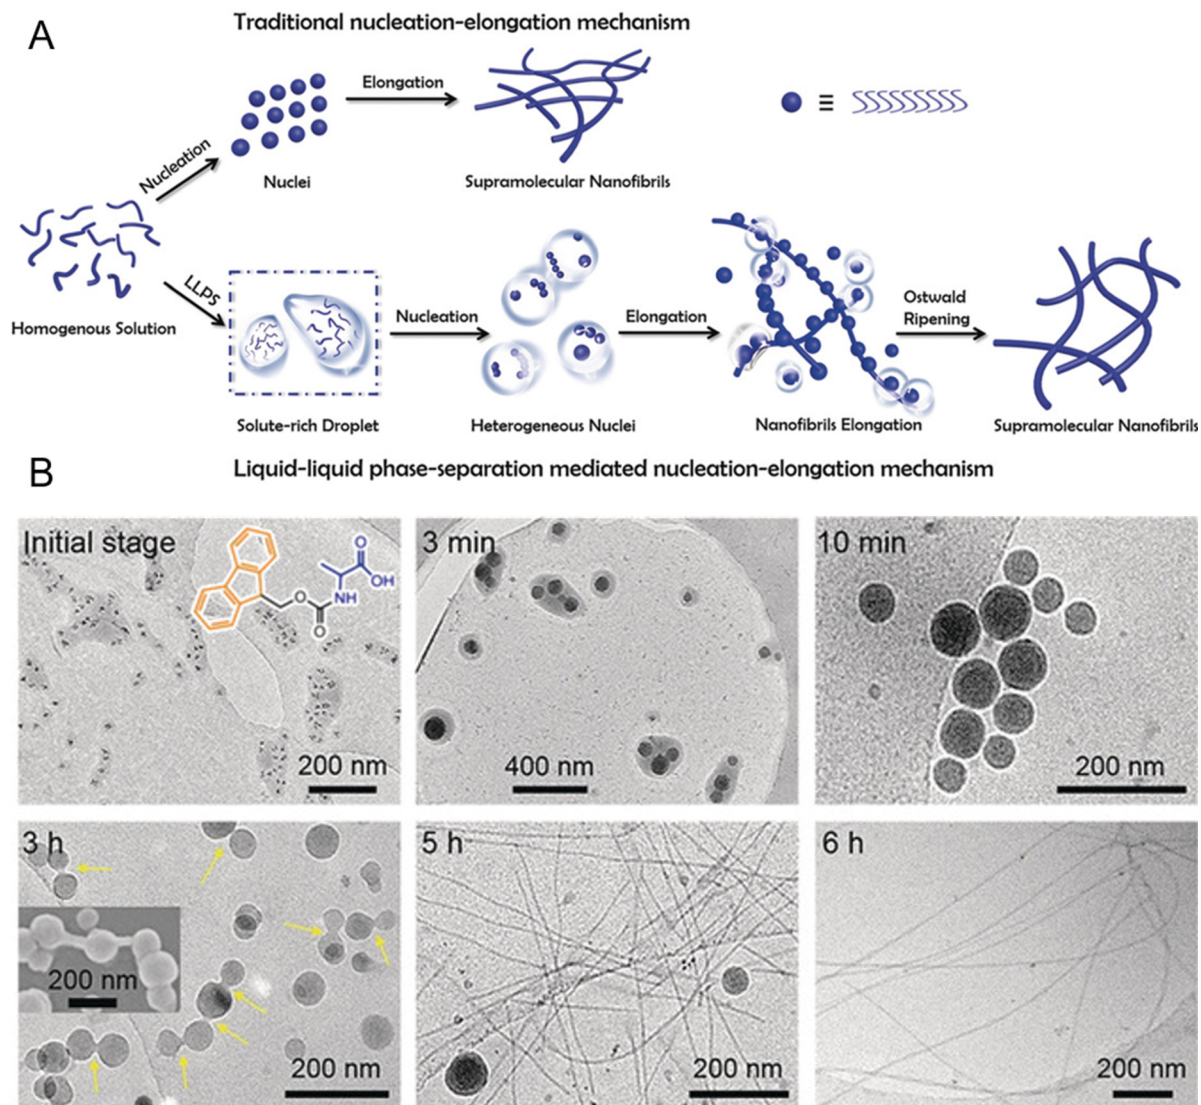 A
Traditional nucleation-elongation mechanism
Nucleation
Elongation
≡
Nuclei
Supramolecular Nanofibrils
Homogenous Solution
LLPS
Nucleation
Elongation
Ostwald
Ripening
Solute-rich Droplet
Heterogeneous Nuclei
Nanofibrils Elongation
Supramolecular Nanofibrils
Liquid-liquid phase-separation mediated nucleation-elongation mechanism
B
Initial stage
O
OH
O
NH
O
200 nm
3 min
400 nm
10 min
200 nm
3 h
200 nm
200 nm
5 h
200 nm
6 h
200 nm